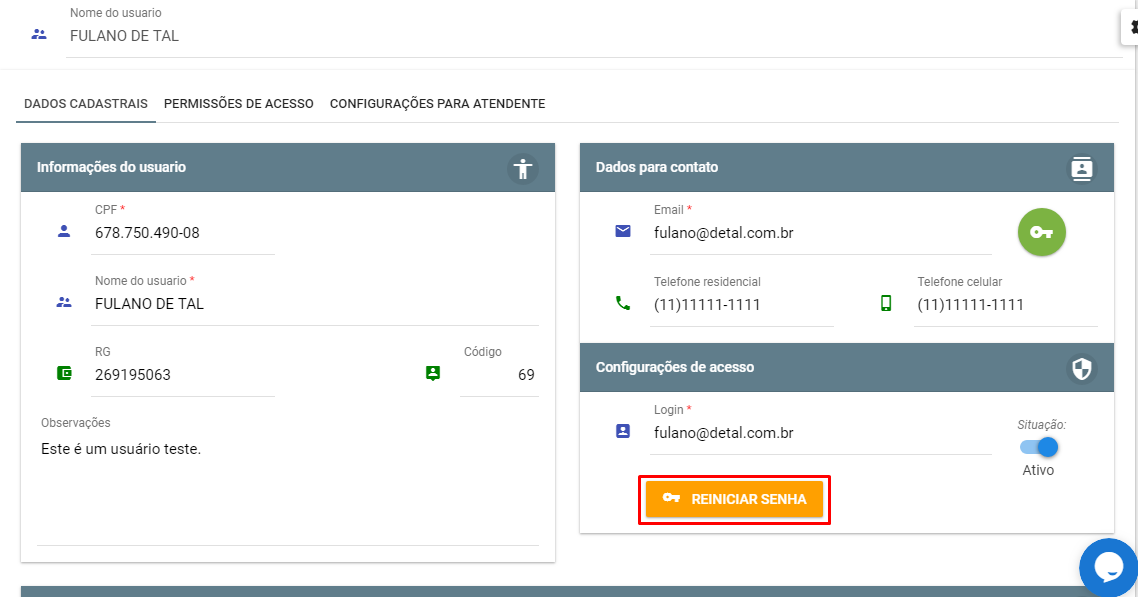 Nome do usuario
FULANO DE TAL
DADOS CADASTRAIS PERMISSÕES DE ACESSO CONFIGURAÇÕES PARA ATENDENTE
Informações do usuario
CPF *
678.750.490-08
Nome do usuario *
FULANO DE TAL
RG
269195063
Código
69
Observações
Este é um usuário teste.
Dados para contato
Email *
fulano@detal.com.br
Telefone residencial
(11)11111-1111
Telefone celular
(11)11111-1111
Configurações de acesso
Login *
fulano@detal.com.br
Situação:
Ativo
REINICIAR SENHA